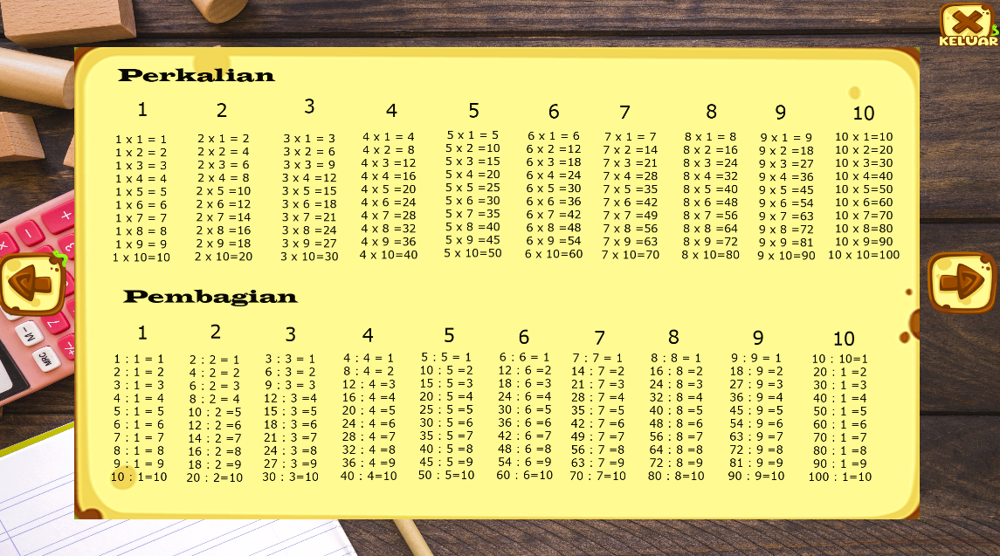 KELUAR
Perkalian
1 2 3 4 5 6 7 8 9 10
1 x 1 = 1 2 x 1 = 2 3 x 1 = 3 4 x 1 = 4 5 x 1 = 5 6 x 1 = 6 7 x 1 = 7 8 x 1 = 8 9 x 1 = 9 10 x 1=10
1 x 2 = 2 2 x 2 = 4 3 x 2 = 6 4 x 2 = 8 5 x 2 =10 6 x 2 =12 7 x 2 =14 8 x 2 =16 9 x 2 =18 10 x 2=20
1 x 3 = 3 2 x 3 = 6 3 x 3 = 9 4 x 3 =12 5 x 3 =15 6 x 3 =18 7 x 3 =21 8 x 3 =24 9 x 3 =27 10 x 3=30
1 x 4 = 4 2 x 4 = 8 3 x 4 =12 4 x 4 =16 5 x 4 =20 6 x 4 =24 7 x 4 =28 8 x 4 =32 9 x 4 =36 10 x 4=40
1 x 5 = 5 2 x 5 =10 3 x 5 =15 4 x 5 =20 5 x 5 =25 6 x 5 =30 7 x 5 =35 8 x 5 =40 9 x 5 =45 10 x 5=50
1 x 6 = 6 2 x 6 =12 3 x 6 =18 4 x 6 =24 5 x 6 =30 6 x 6 =36 7 x 6 =42 8 x 6 =48 9 x 6 =54 10 x 6=60
1 x 7 = 7 2 x 7 =14 3 x 7 =21 4 x 7 =28 5 x 7 =35 6 x 7 =42 7 x 7 =49 8 x 7 =56 9 x 7 =63 10 x 7=70
1 x 8 = 8 2 x 8 =16 3 x 8 =24 4 x 8 =32 5 x 8 =40 6 x 8 =48 7 x 8 =56 8 x 8 =64 9 x 8 =72 10 x 8=80
1 x 9 = 9 2 x 9 =18 3 x 9 =27 4 x 9 =36 5 x 9 =45 6 x 9 =54 7 x 9 =63 8 x 9 =72 9 x 9 =81 10 x 9=90
1 x 10=10 2 x 10=20 3 x 10=30 4 x 10=40 5 x 10=50 6 x 10=60 7 x 10=70 8 x 10=80 9 x 10=90 10 x 10=100
Pembagian
1 2 3 4 5 6 7 8 9 10
1 : 1 = 1 2 : 2 = 1 3 : 3 = 1 4 : 4 = 1 5 : 5 = 1 6 : 6 = 1 7 : 7 = 1 8 : 8 = 1 9 : 9 = 1 10 : 10=1
2 : 1 = 2 4 : 2 = 2 6 : 3 = 2 8 : 4 = 2 10 : 5 =2 12 : 6 =2 14 : 7 =2 16 : 8 =2 18 : 9 =2 20 : 1 =2
3 : 1 = 3 6 : 2 = 3 9 : 3 = 3 12 : 4 =3 15 : 5 =3 18 : 6 =3 21 : 7 =3 24 : 8 =3 27 : 9 =3 30 : 1 =3
4 : 1 = 4 8 : 2 = 4 12 : 3 =4 16 : 4 =4 20 : 5 =4 24 : 6 =4 28 : 7 =4 32 : 8 =4 36 : 9 =4 40 : 1 =4
5 : 1 = 5 10 : 2 =5 15 : 3 =5 20 : 4 =5 25 : 5 =5 30 : 6 =5 35 : 7 =5 40 : 8 =5 45 : 9 =5 50 : 1 =5
6 : 1 = 6 12 : 2 =6 18 : 3 =6 24 : 4 =6 30 : 5 =6 36 : 6 =6 42 : 7 =6 48 : 8 =6 54 : 9 =6 60 : 1 =6
7 : 1 = 7 14 : 2 =7 21 : 3 =7 28 : 4 =7 35 : 5 =7 42 : 6 =7 49 : 7 =7 56 : 8 =7 63 : 9 =7 70 : 1 =7
8 : 1 = 8 16 : 2 =8 24 : 3 =8 32 : 4 =8 40 : 5 =8 48 : 6 =8 56 : 7 =8 64 : 8 =8 72 : 9 =8 80 : 1 =8
9 : 1 = 9 18 : 2 =9 27 : 3 =9 36 : 4 =9 45 : 5 =9 54 : 6 =9 63 : 7 =9 72 : 8 =9 81 : 9 =9 90 : 1 =9
10 : 1=10 20 : 2=10 30 : 3=10 40 : 4=10 50 : 5=10 60 : 6=10 70 : 7=10 80 : 8=10 90 : 9=10 100 : 1=10
M−
MRC